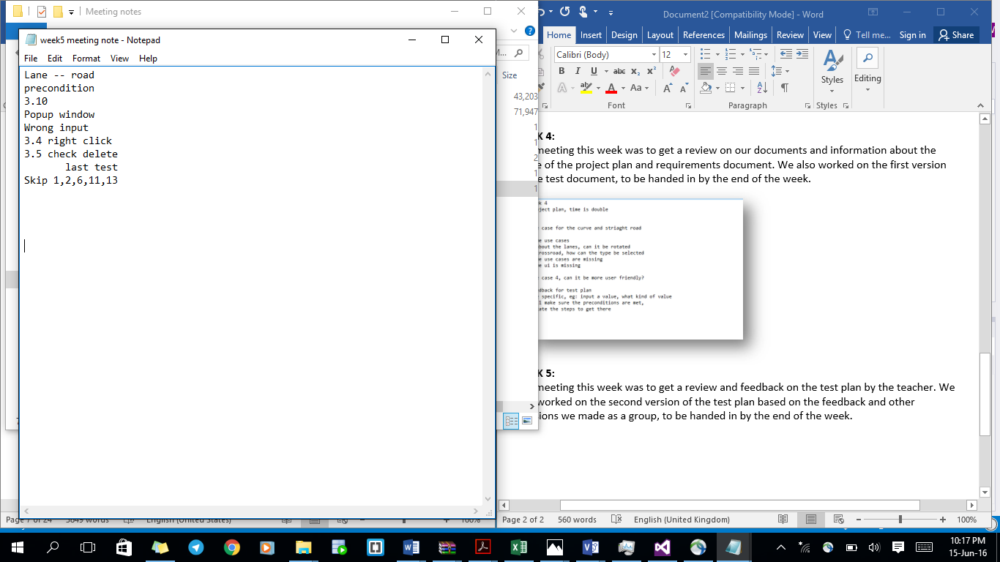 Meeting notes
week5 meeting note - Notepad
File Edit Format View Help
Lane -- road
precondition
3.10
Popup window
Wrong input
3.4 right click
3.5 check delete
last test
Skip 1,2,6,11,13
Size
43,203
71,947
1
1
2
1
1
Document2 [Compatibility Mode] - Word
Home Insert Design Layout References Mailings Review View Tell me... Sign in Share
Calibri (Body) 12
Font Paragraph Styles Editing
Styles
K 4:
meeting this week was to get a review on our documents and information about the
e of the project plan and requirements document. We also worked on the first version
e test document, to be handed in by the end of the week.
k 4
ject plan, time is double
case for the curve and striaght road
e use cases
bout the lanes, can it be rotated
rossroad, how can the type be selected
e use cases are missing
e ui is missing
case 4, can it be more user friendly?
dback for test plan
specific, eg: input a value, what kind of value
l make sure the preconditions are met,
ate the steps to get there
K 5:
meeting this week was to get a review and feedback on the test plan by the teacher. We
worked on the second version of the test plan based on the feedback and other
ions we made as a group, to be handed in by the end of the week.
Page 7 of 24 5849 words English (United States) 100%
Page 2 of 2 560 words English (United Kingdom) 100%
10:17 PM
15-Jun-16